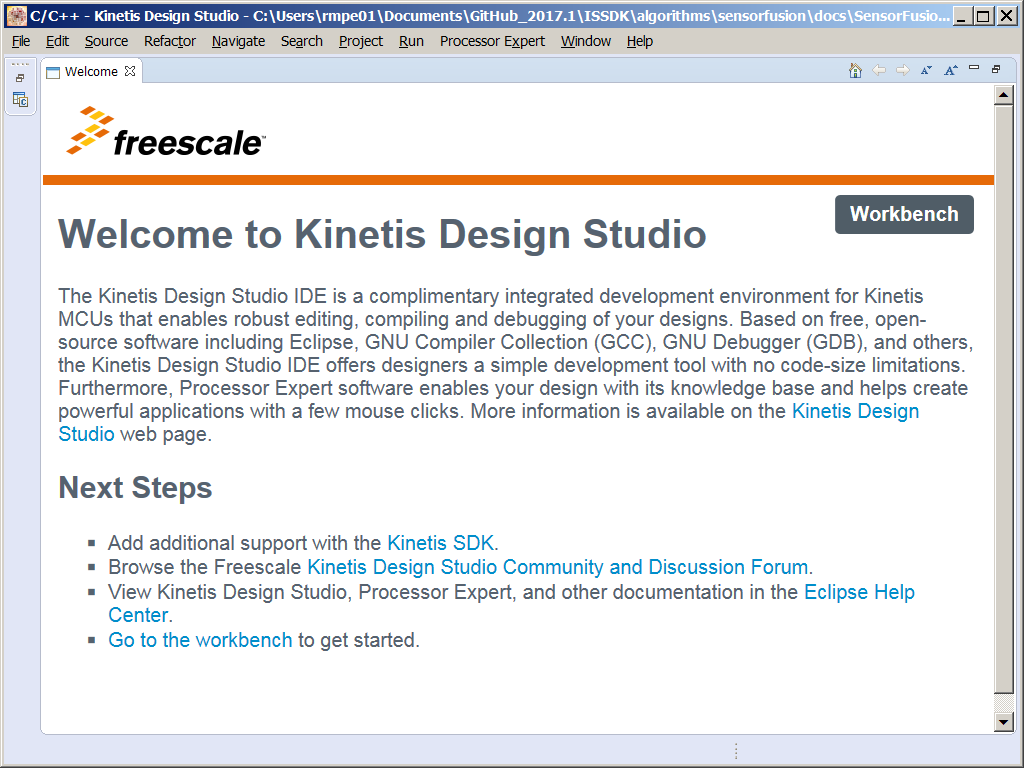 C/C++ - Kinetis Design Studio - C:\Users\rmpe01\Documents\GitHub_2017.1\ISSDK\algorithms\sensorfusion\docs\SensorFusio...
File Edit Source Refactor Navigate Search Project Run Processor Expert Window Help
Welcome
freescale™
Workbench
Welcome to Kinetis Design Studio
The Kinetis Design Studio IDE is a complimentary integrated development environment for Kinetis
MCUs that enables robust editing, compiling and debugging of your designs. Based on free, open-
source software including Eclipse, GNU Compiler Collection (GCC), GNU Debugger (GDB), and others,
the Kinetis Design Studio IDE offers designers a simple development tool with no code-size limitations.
Furthermore, Processor Expert software enables your design with its knowledge base and helps create
powerful applications with a few mouse clicks. More information is available on the Kinetis Design
Studio web page.
Next Steps
Add additional support with the Kinetis SDK.
Browse the Freescale Kinetis Design Studio Community and Discussion Forum.
View Kinetis Design Studio, Processor Expert, and other documentation in the Eclipse Help
Center.
Go to the workbench to get started.